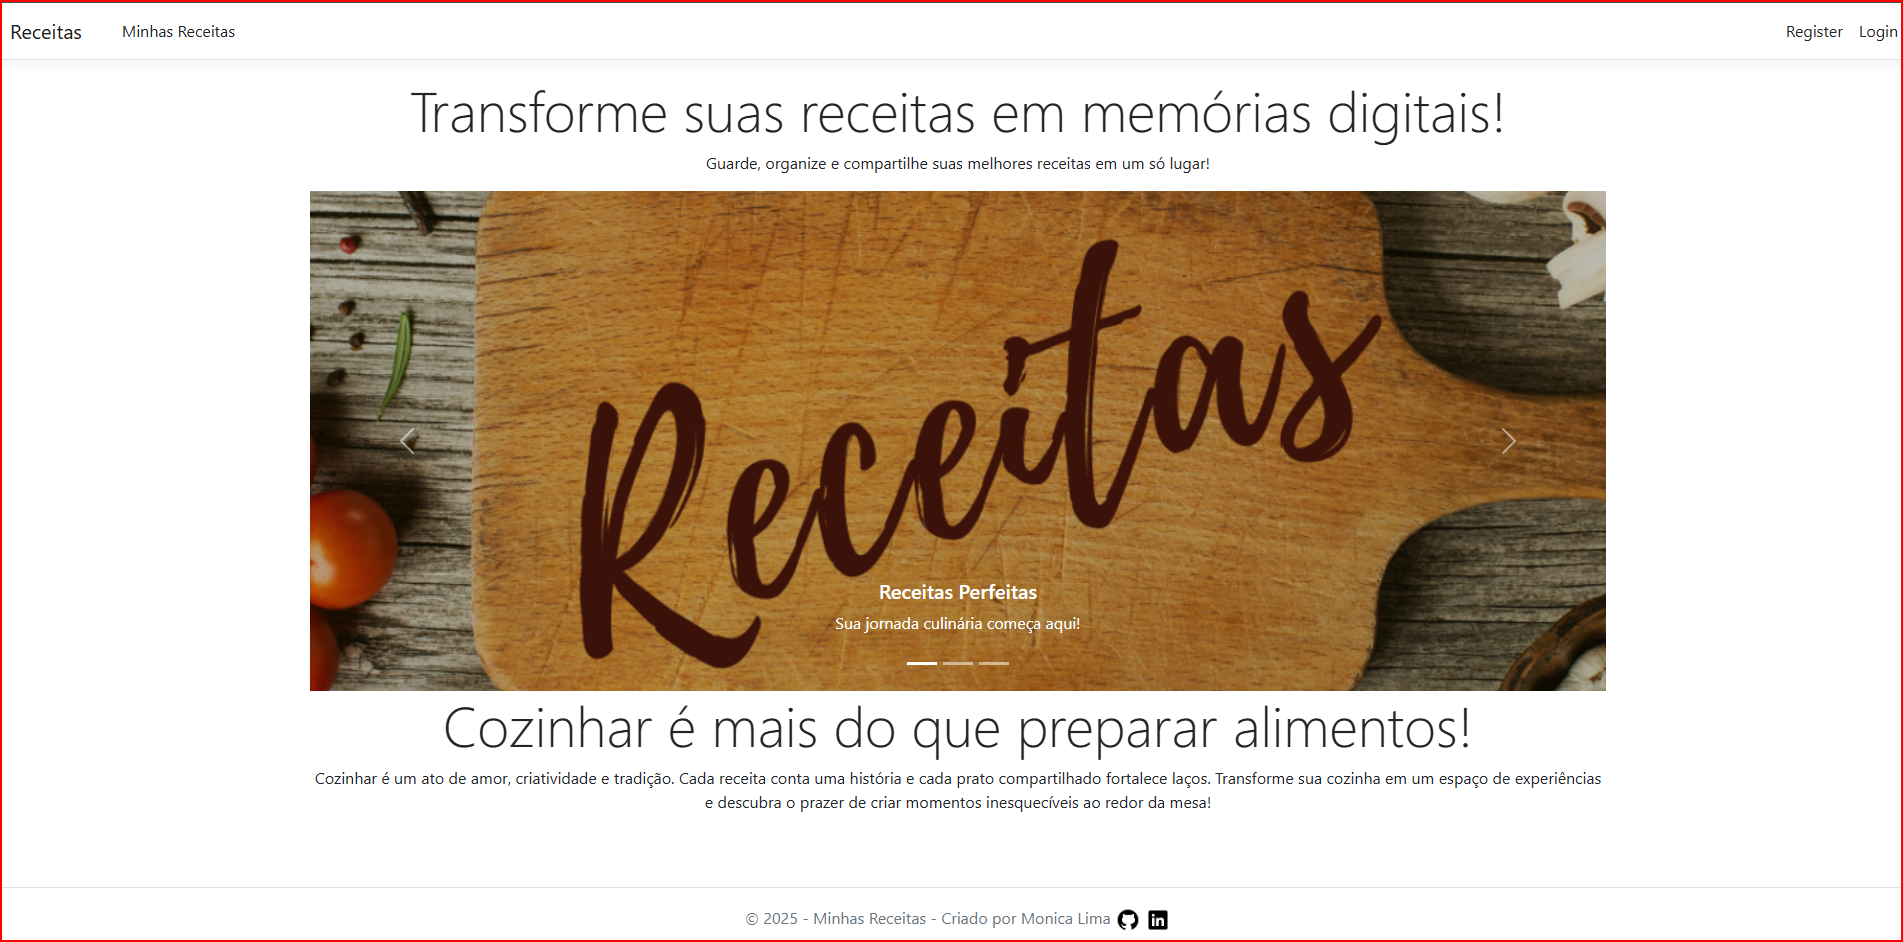 Receitas
Minhas Receitas
Register
Login
Transforme suas receitas em memórias digitais!
Guarde, organize e compartilhe suas melhores receitas em um só lugar!
Receitas
Receitas Perfeitas
Sua jornada culinária começa aqui!
Cozinhar é mais do que preparar alimentos!
Cozinhar é um ato de amor, criatividade e tradição. Cada receita conta uma história e cada prato compartilhado fortalece laços. Transforme sua cozinha em um espaço de experiências
e descubra o prazer de criar momentos inesquecíveis ao redor da mesa!
© 2025 - Minhas Receitas - Criado por Monica Lima
in